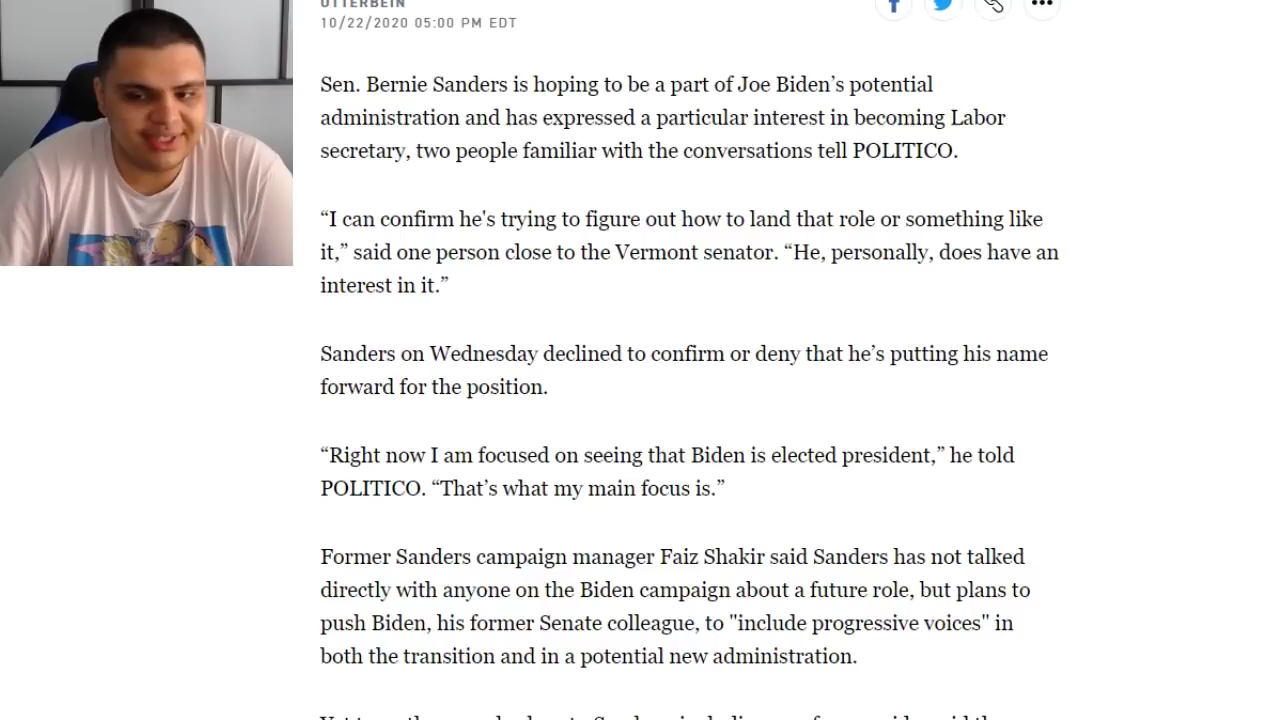 UTTERBEIN
10/22/2020 05:00 PM EDT
Sen. Bernie Sanders is hoping to be a part of Joe Biden’s potential
administration and has expressed a particular interest in becoming Labor
secretary, two people familiar with the conversations tell POLITICO.
“I can confirm he's trying to figure out how to land that role or something like
it,” said one person close to the Vermont senator. “He, personally, does have an
interest in it.”
Sanders on Wednesday declined to confirm or deny that he’s putting his name
forward for the position.
“Right now I am focused on seeing that Biden is elected president,” he told
POLITICO. “That’s what my main focus is.”
Former Sanders campaign manager Faiz Shakir said Sanders has not talked
directly with anyone on the Biden campaign about a future role, but plans to
push Biden, his former Senate colleague, to "include progressive voices" in
both the transition and in a potential new administration.